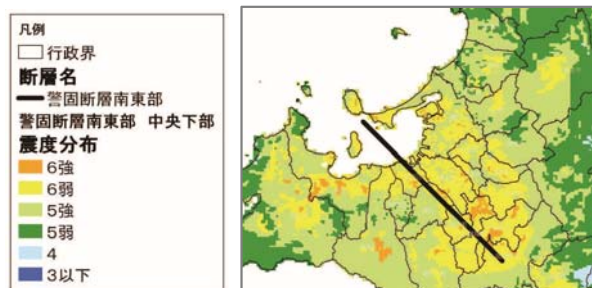 凡例
行政界
断層名
警固断層南東部
警固断層南東部 中央下部
震度分布
6強
6弱
5強
5弱
4
3以下